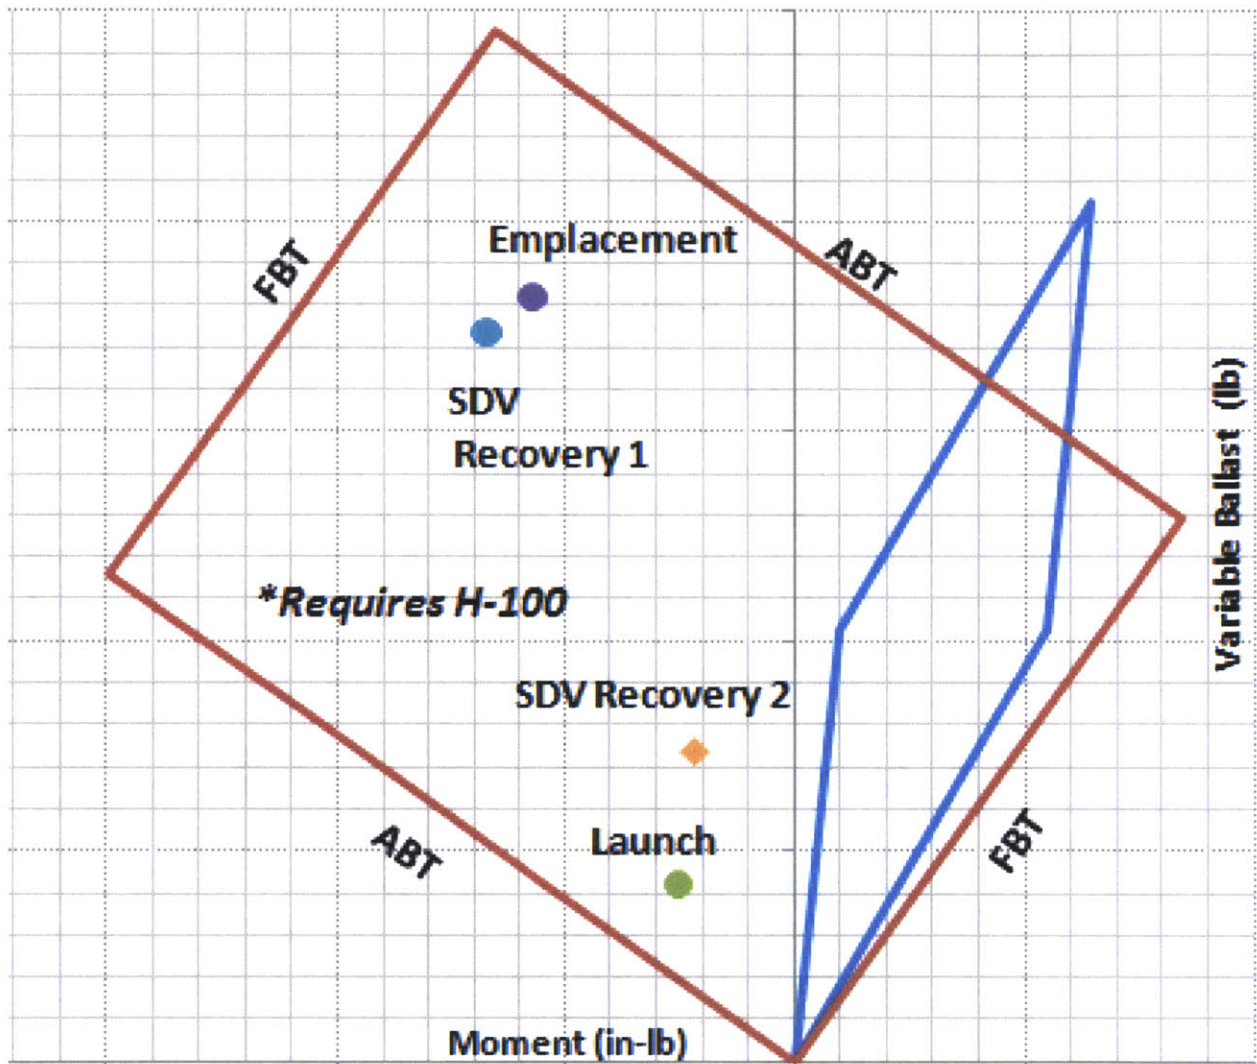 Emplacement
FBT
ABT
SDV
Recovery 1
Variable Ballast (lb)
*Requires H-100
SDV Recovery 2
Launch
ABT
FBT
Moment (in-lb)